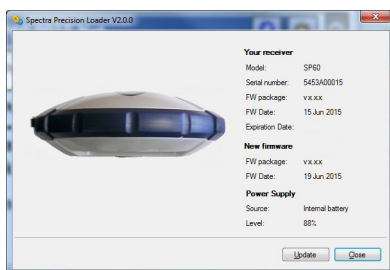 Spectra Precision Loader V2.0.0
Your receiver
Model: SP60
Serial number: 5453A00015
FW package: vx.xx
FW Date: 15 Jun 2015
Expiration Date:
New firmware
FW package: vx.xx
FW Date: 19 Jun 2015
Power Supply
Source: Internal battery
Level: 88%
Update Close